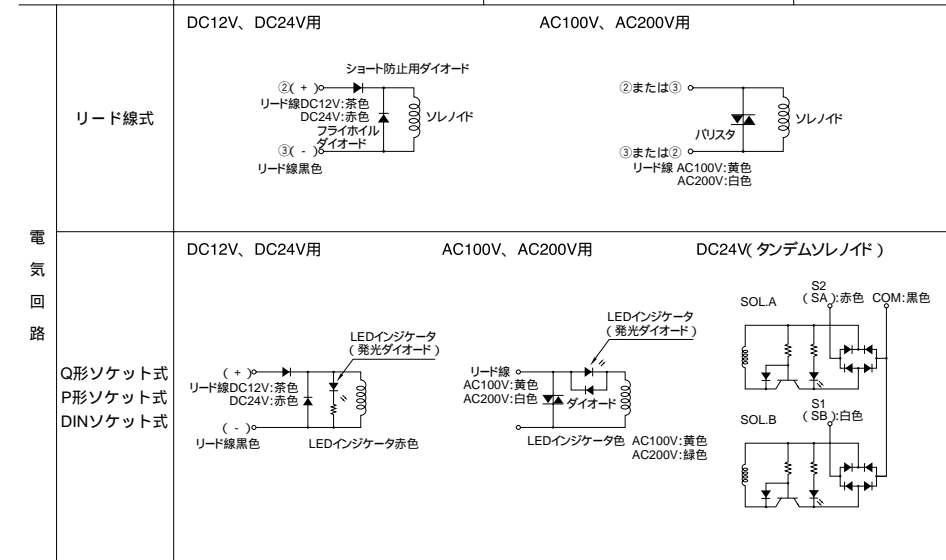 電気回路
リード線式
DC12V、DC24V用
ショート防止用ダイオード
②( + )
リード線DC12V:茶色
DC24V:赤色
フライホイル
ダイオード
ソレノイド
③( - )
リード線黒色
AC100V、AC200V用
②または③
バリスタ
ソレノイド
③または②
リード線 AC100V:黄色
AC200V:白色
Q形ソケット式
P形ソケット式
DINソケット式
DC12V、DC24V用
LEDインジケータ
( 発光ダイオード )
( + )
リード線DC12V:茶色
DC24V:赤色
( - )
リード線黒色
LEDインジケータ赤色
AC100V、AC200V用
LEDインジケータ
( 発光ダイオード )
リード線
AC100V:黄色
AC200V:白色
ダイオード
LEDインジケータ色 AC100V:黄色
AC200V:緑色
DC24V( タンデムソレノイド )
SOL.A
S2
( SA ):赤色
COM:黒色
SOL.B
S1
( SB ):白色